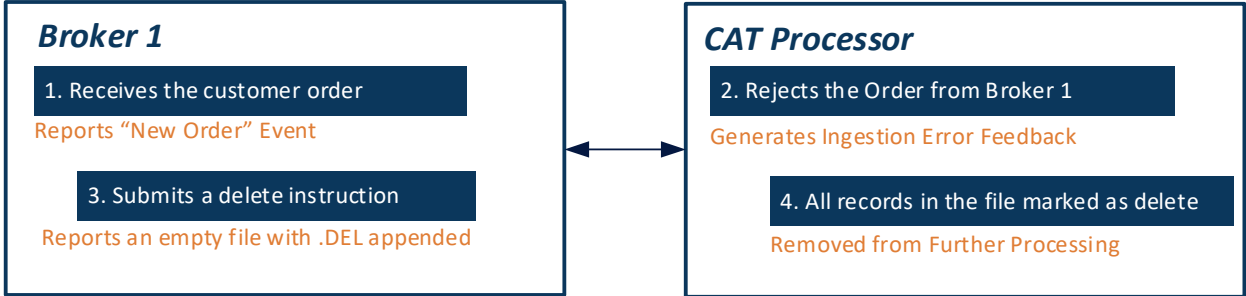 Broker 1
1. Receives the customer order
Reports “New Order” Event
3. Submits a delete instruction
Reports an empty file with .DEL appended
CAT Processor
2. Rejects the Order from Broker 1
Generates Ingestion Error Feedback
4. All records in the file marked as delete
Removed from Further Processing